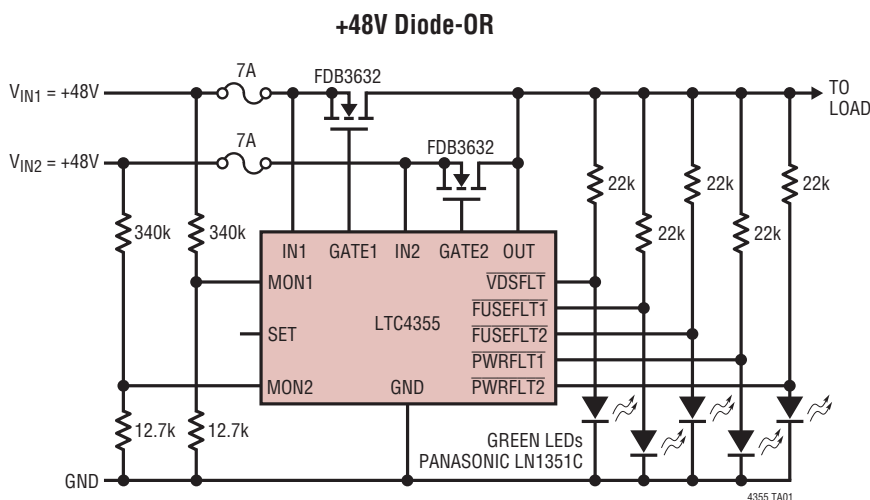 +48V Diode-OR
7A
FDB3632
VIN1 = +48V
TO
LOAD
7A
FDB3632
VIN2 = +48V
22k
22k
22k
22k
22k
340k
340k
IN1
GATE1
IN2
GATE2
OUT
MON1
VDSFLT
FUSEFLT1
SET
LTC4355
FUSEFLT2
PWRFLT1
MON2
GND
PWRFLT2
12.7k
12.7k
GREEN LEDs
PANASONIC LN1351C
GND
4355 TA01